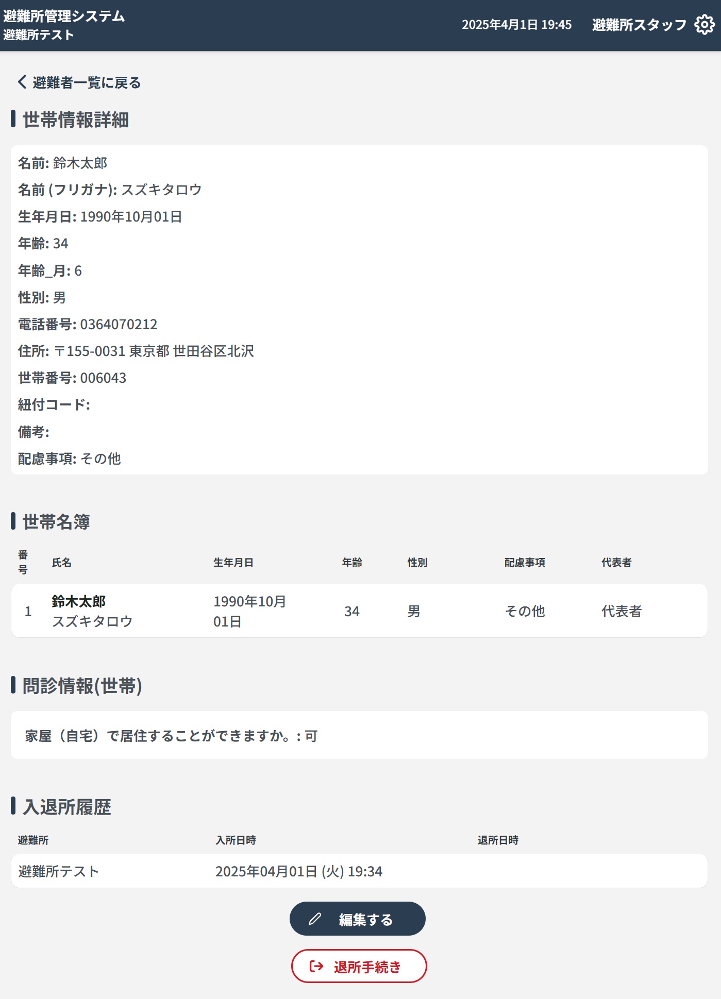 避難所管理システム
避難所テスト
2025年4月1日 19:45
避難所スタッフ
避難者一覧に戻る
世帯情報詳細
名前: 鈴木太郎
名前 (フリガナ): スズキタロウ
生年月日: 1990年10月01日
年齢: 34
年齢_月: 6
性別: 男
電話番号: 0364070212
住所: 〒155-0031 東京都 世田谷区北沢
世帯番号: 006043
紐付コード:
備考:
配慮事項: その他
世帯名簿
番号 氏名 生年月日 年齢 性別 配慮事項 代表者
1 鈴木太郎 1990年10月 34 男 その他 代表者
スズキタロウ 01日
問診情報(世帯)
家屋（自宅）で居住することができますか。: 可
入退所履歴
避難所 入所日時 退所日時
避難所テスト 2025年04月01日 (火) 19:34
編集する
退所手続き